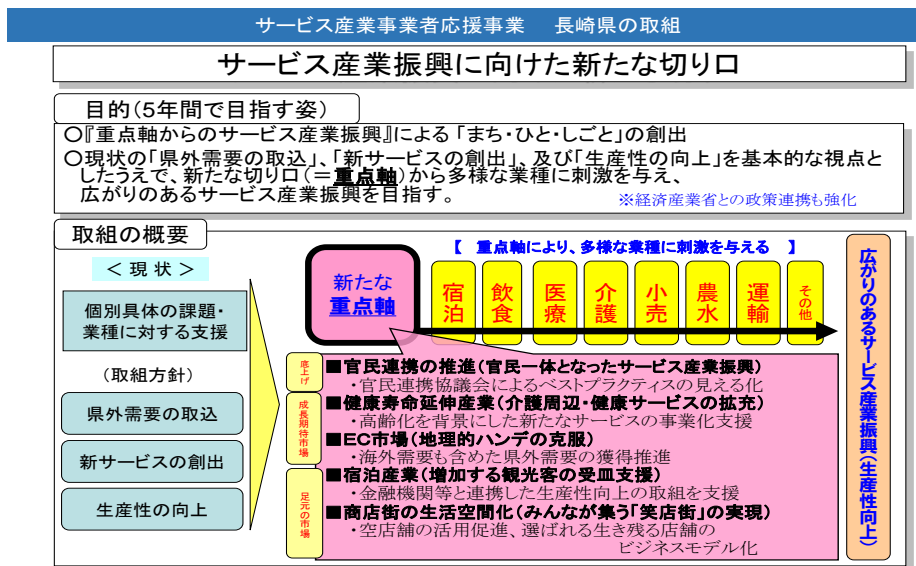 サービス産業事業者応援事業　長崎県の取組
サービス産業振興に向けた新たな切り口
目的(5年間で目指す姿)
〇『重点軸からのサービス産業振興』による「まち・ひと・しごと」の創出
〇現状の「県外需要の取込」、「新サービスの創出」、及び「生産性の向上」を基本的な視点と
したうえで、新たな切り口(＝重点軸)から多様な業種に刺激を与え、
広がりのあるサービス産業振興を目指す。
※経済産業省との政策連携も強化
取組の概要
＜現状＞
個別具体の課題・
業種に対する支援
(取組方針)
県外需要の取込
新サービスの創出
生産性の向上
【　重点軸により、多様な業種に刺激を与える　】
新たな
重点軸
宿泊
飲食
医療
介護
小売
農水
運輸
その他
底上げ
■官民連携の推進(官民一体となったサービス産業振興)
・官民連携協議会によるベストプラクティスの見える化
成長期待市場
■健康寿命延伸産業(介護周辺・健康サービスの拡充)
・高齢化を背景にした新たなサービスの事業化支援
■EC市場(地理的ハンデの克服)
・海外需要も含めた県外需要の獲得推進
足元の市場
■宿泊産業(増加する観光客の受皿支援)
・金融機関等と連携した生産性向上の取組を支援
■商店街の生活空間化(みんなが集う「笑店街」の実現)
・空店舗の活用促進、選ばれる生き残る店舗の
ビジネスモデル化
広がりのあるサービス産業振興(生産性向上)